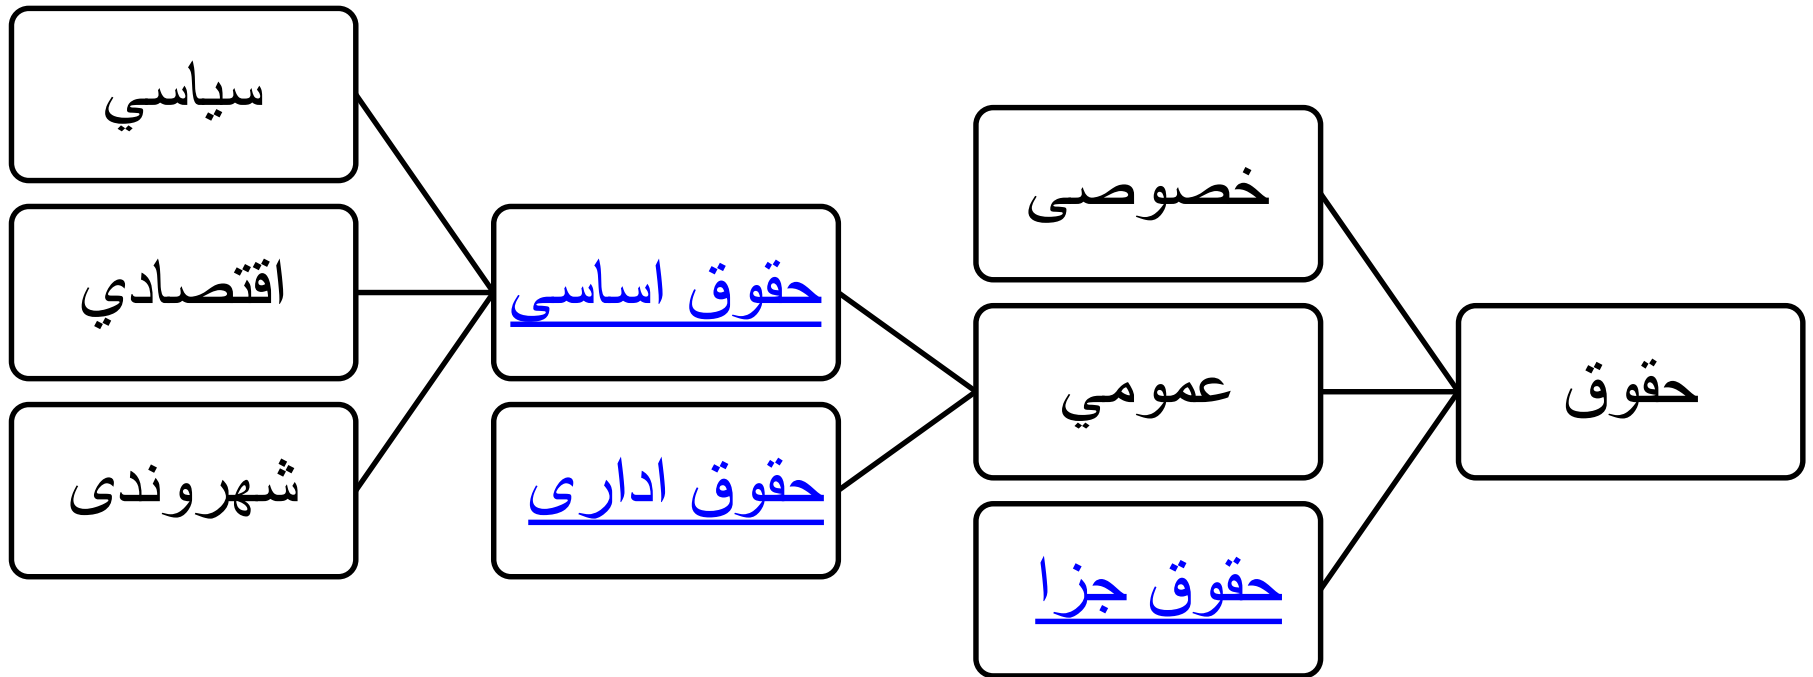 حقوق
خصوصی
عمومي
حقوق جزا
حقوق اساسی
حقوق اداری
سياسي
اقتصادي
شهروندی